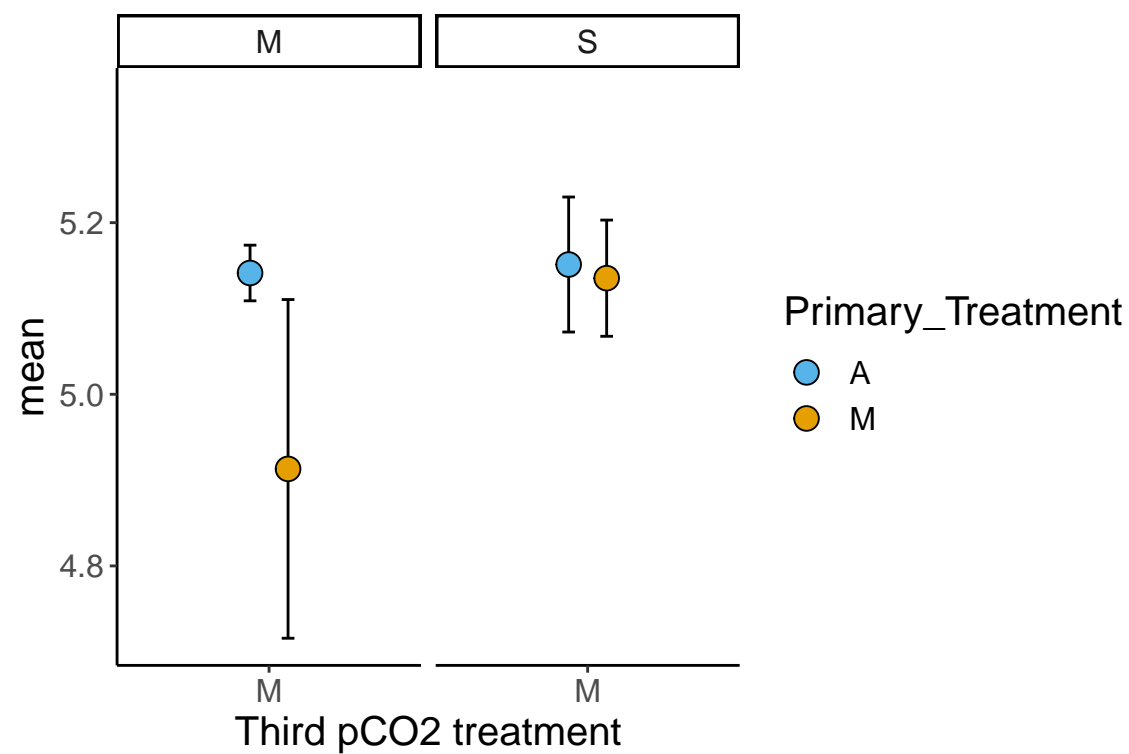 M
S
5.2
5.0
4.8
mean
M
M
Third pCO2 treatment
Primary_Treatment
A
M